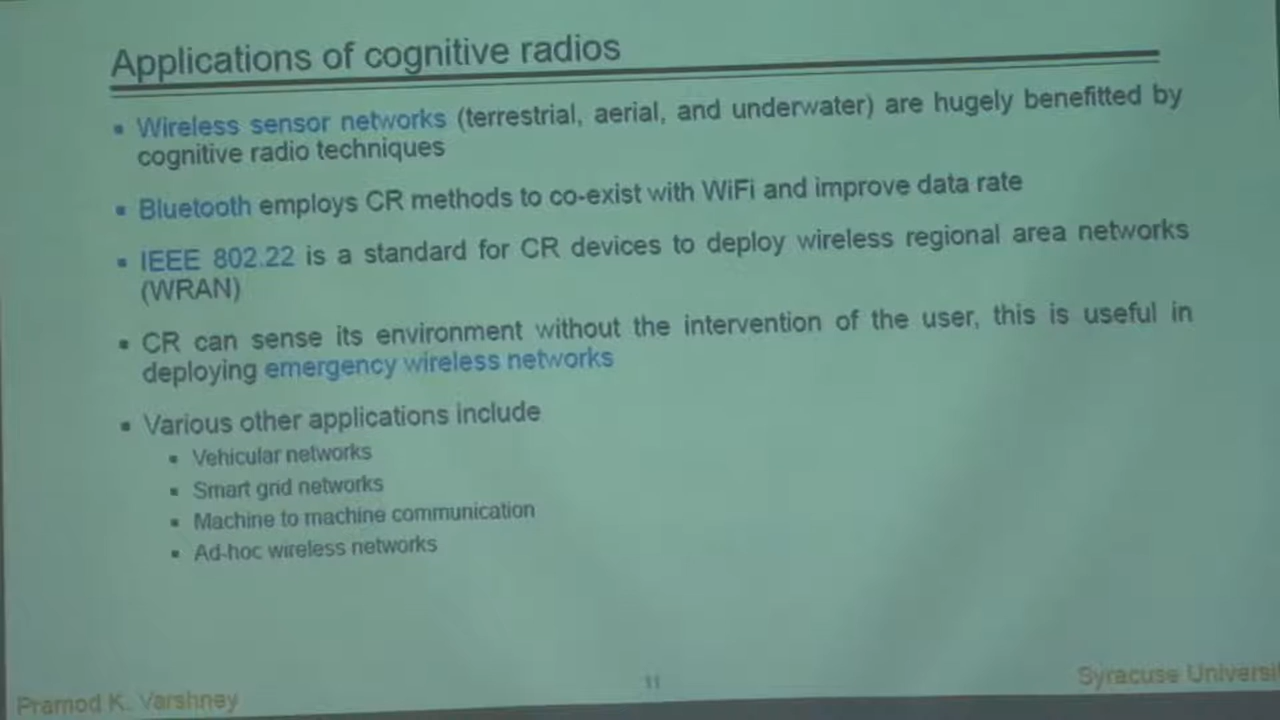 Applications of cognitive radios
▪ Wireless sensor networks (terrestrial, aerial, and underwater) are hugely benefitted by
cognitive radio techniques
▪ Bluetooth employs CR methods to co-exist with WiFi and improve data rate
▪ IEEE 802.22 is a standard for CR devices to deploy wireless regional area networks
(WRAN)
▪ CR can sense its environment without the intervention of the user, this is useful in
deploying emergency wireless networks
▪ Various other applications include
▪ Vehicular networks
▪ Smart grid networks
▪ Machine to machine communication
▪ Ad-hoc wireless networks
Pramod K. Varshney
11
Syracuse Universi